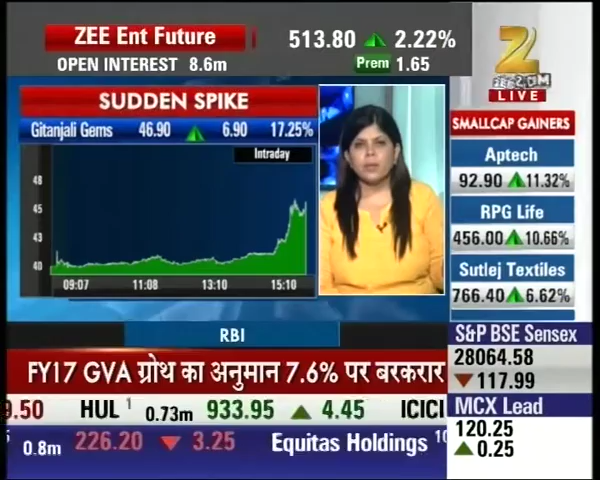 ZEE Ent Future
513.80 2.22%
OPEN INTEREST 8.6m
Prem 1.65
LIVE
SUDDEN SPIKE
Gitanjali Gems 46.90 6.90 17.25%
Intraday
48
45
43
40
09:07 11:08 13:10 15:10
SMALLCAP GAINERS
Aptech
92.90 11.32%
RPG Life
456.00 10.66%
Sutlej Textiles
766.40 6.62%
RBI
FY17 GVA ग्रोथ का अनुमान 7.6% पर बरकरार
S&P BSE Sensex
28064.58
117.99
MCX Lead
120.25
0.25
9.50 HUL 1 0.73m 933.95 4.45 ICICI
0.8m 226.20 3.25 Equitas Holdings 10